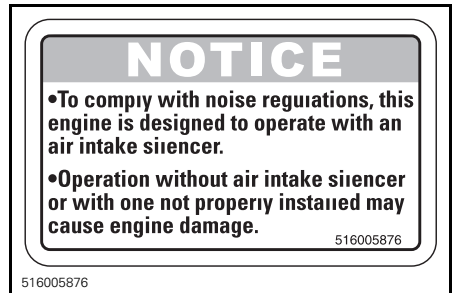 NOTICE
•To comply with noise regulations, this
engine is designed to operate with an
air intake silencer.
•Operation without air intake silencer
or with one not properly installed may
cause engine damage.
516005876
516005876